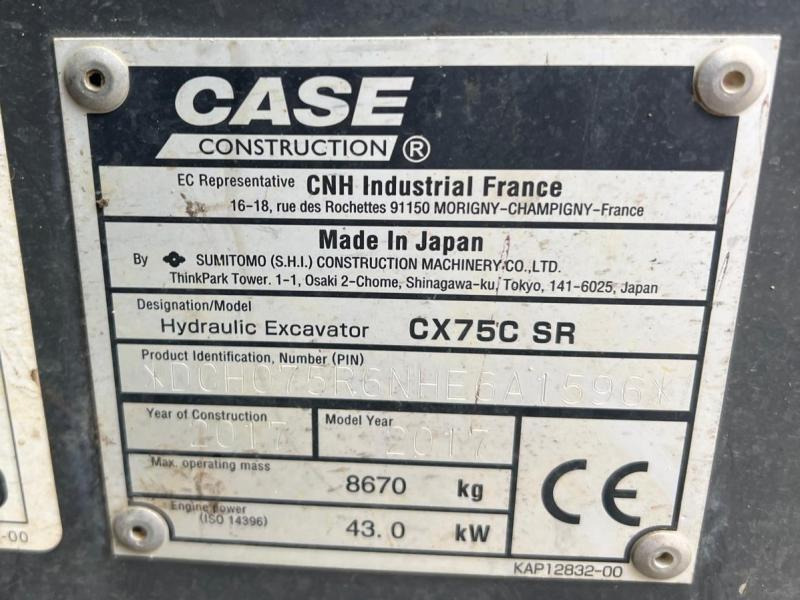 CASE
CONSTRUCTION ®
EC Representative CNH Industrial France
16-18, rue des Rochettes 91150 MORIGNY-CHAMPIGNY-France
Made In Japan
By SUMITOMO (S.H.I.) CONSTRUCTION MACHINERY CO.,LTD.
ThinkPark Tower. 1-1, Osaki 2-Chome, Shinagawa-ku, Tokyo, 141-6025, Japan
Designation/Model
Hydraulic Excavator CX75C SR
Product Identification, Number (PIN)
*DCH075R6NHE6A1596*
Year of Construction 2017
Model Year 2017
Max. operating mass 8670 kg
Engine power
(ISO 14396) 43.0 kW
CE
KAP12832-00
-00